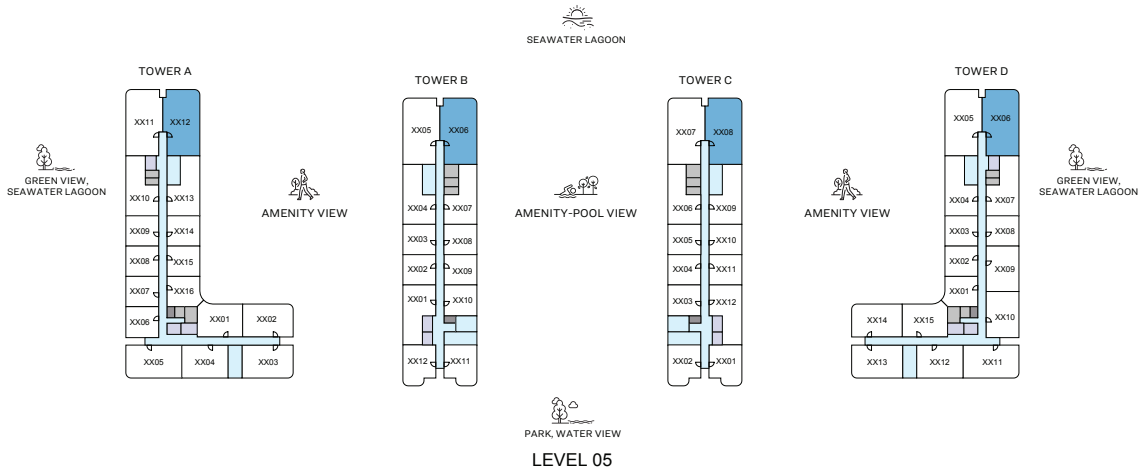 SEAWATER LAGOON
TOWER A
TOWER B
TOWER C
TOWER D
GREEN VIEW,
SEAWATER LAGOON
AMENITY VIEW
AMENITY-POOL VIEW
AMENITY VIEW
GREEN VIEW,
SEAWATER LAGOON
XX11
XX12
XX10
XX13
XX09
XX14
XX08
XX15
XX07
XX16
XX06
XX01
XX02
XX05
XX04
XX03
XX05
XX06
XX04
XX07
XX03
XX08
XX02
XX09
XX01
XX10
XX12
XX11
XX07
XX08
XX06
XX09
XX05
XX10
XX04
XX11
XX03
XX12
XX02
XX01
XX05
XX06
XX04
XX07
XX03
XX08
XX02
XX09
XX01
XX10
XX14
XX15
XX13
XX12
XX11
PARK, WATER VIEW
LEVEL 05